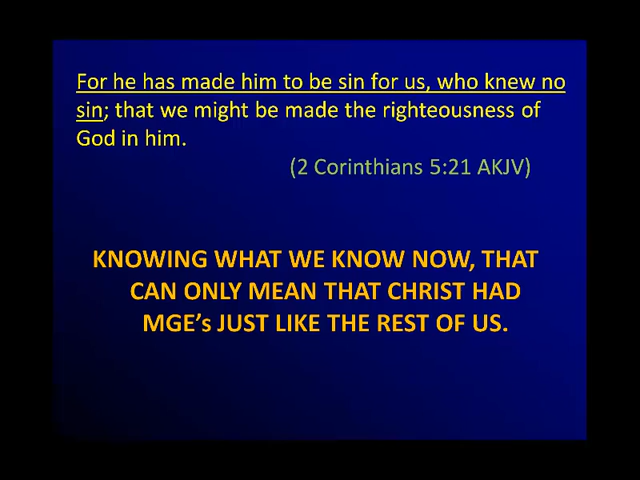 For he has made him to be sin for us, who knew no
sin; that we might be made the righteousness of
God in him.
(2 Corinthians 5:21 AKJV)
KNOWING WHAT WE KNOW NOW, THAT
CAN ONLY MEAN THAT CHRIST HAD
MGE’s JUST LIKE THE REST OF US.